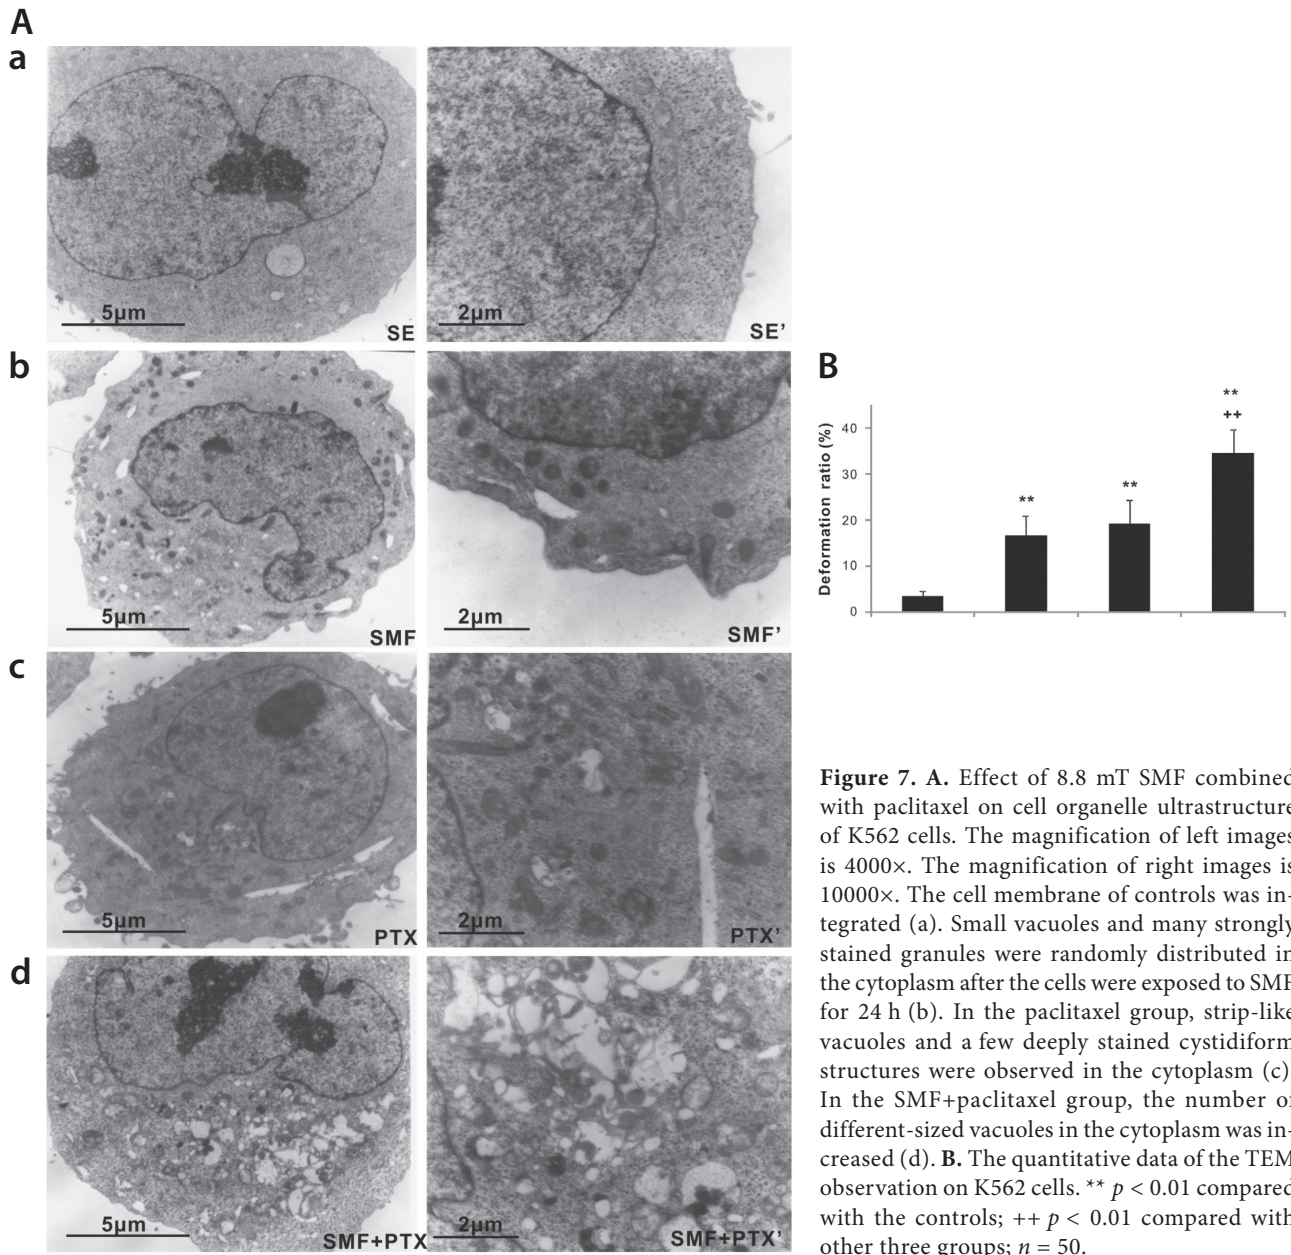 A
a
5μm
SE
2μm
SE’
b
5μm
SMF
2μm
SMF’
c
5μm
PTX
2μm
PTX’
d
5μm
SMF+PTX
2μm
SMF+PTX’
B
Deformation ratio (%)
40
30
20
10
0
**
**
**
++
Figure 7. A. Effect of 8.8 mT SMF combined
with paclitaxel on cell organelle ultrastructure
of K562 cells. The magnification of left images
is 4000×. The magnification of right images is
10000×. The cell membrane of controls was in-
tegrated (a). Small vacuoles and many strongly
stained granules were randomly distributed in
the cytoplasm after the cells were exposed to SMF
for 24 h (b). In the paclitaxel group, strip-like
vacuoles and a few deeply stained cystidiform
structures were observed in the cytoplasm (c)
In the SMF+paclitaxel group, the number of
different-sized vacuoles in the cytoplasm was in-
creased (d). B. The quantitative data of the TEM
observation on K562 cells. ** p < 0.01 compared
with the controls; ++ p < 0.01 compared with
other three groups; n = 50.